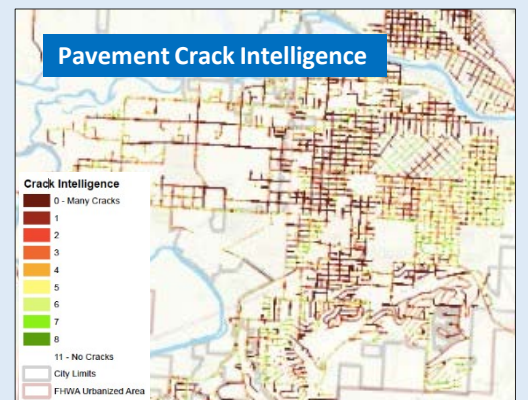 Pavement Crack Intelligence
Crack Intelligence
0 - Many Cracks
1
2
3
4
5
6
7
8
11 - No Cracks
City Limits
FHWA Urbanized Area